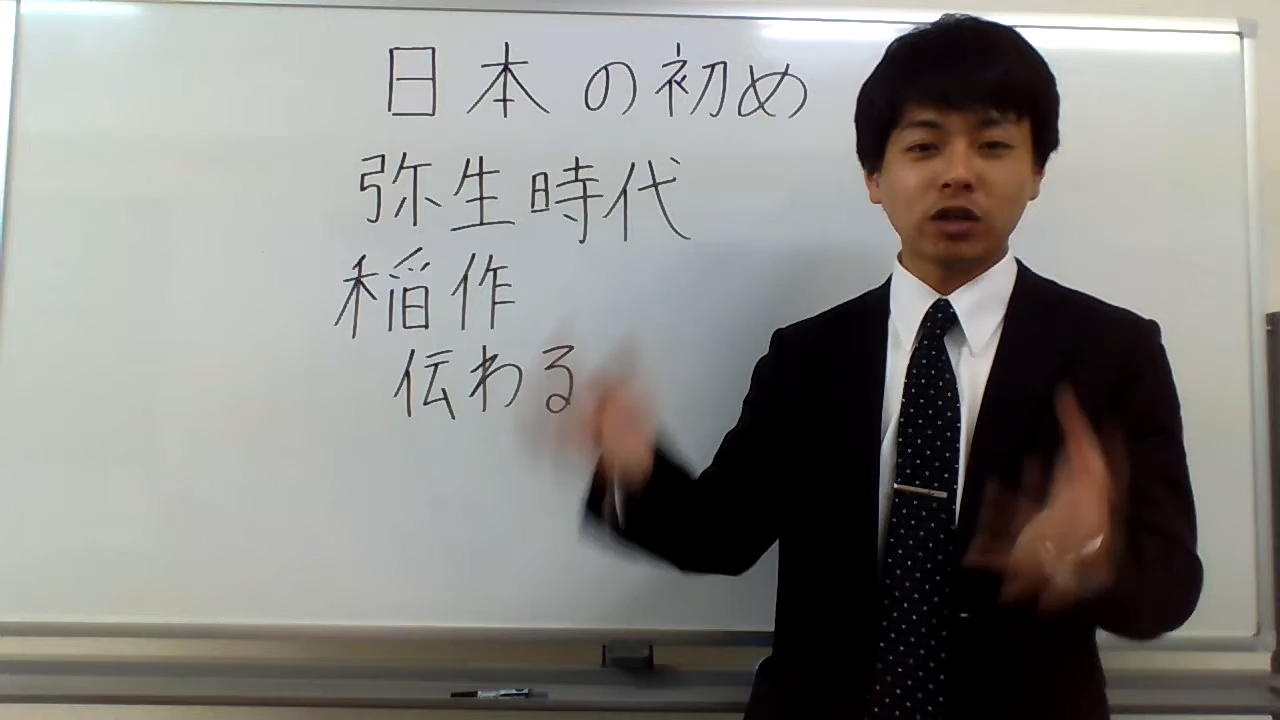 日本の初め
弥生時代
稲作
伝わる